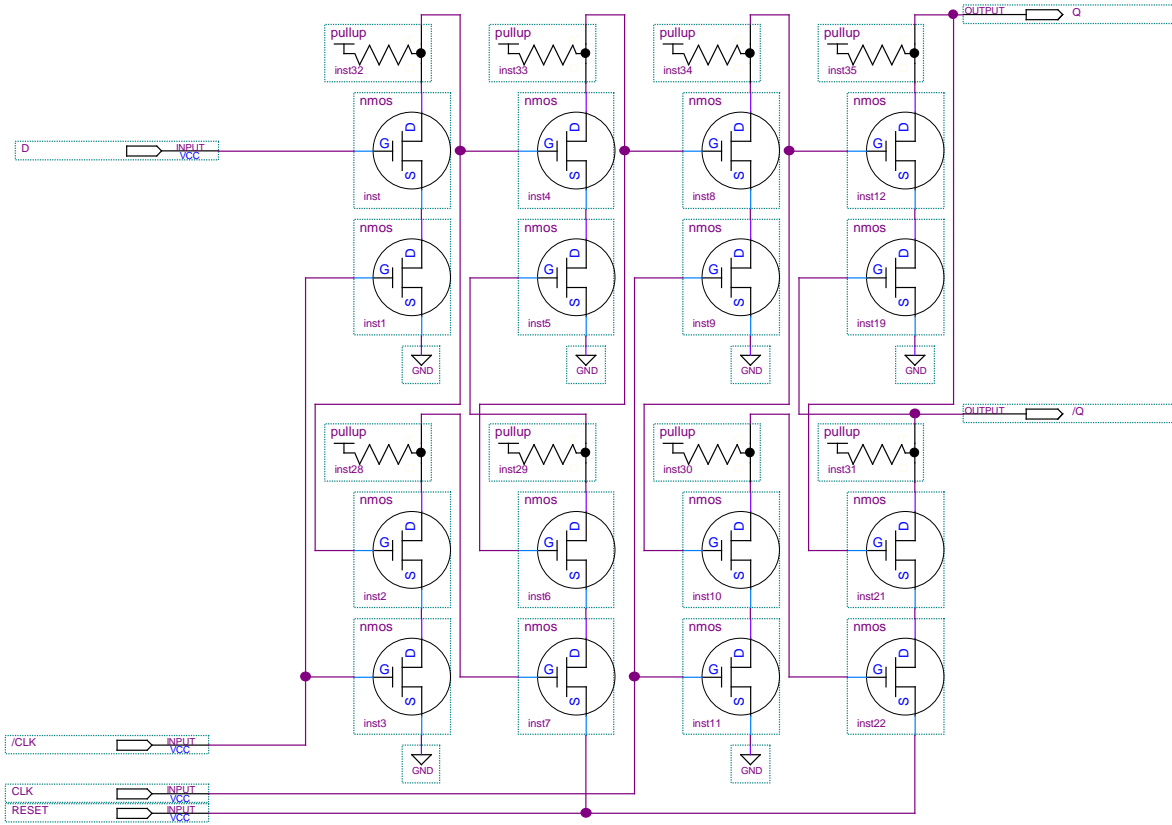 OUTPUT Q
pullup pullup pullup pullup
inst32 inst33 inst34 inst35
nmos nmos nmos nmos
D INPUT VCC
G D S G D S G D S G D S
inst inst4 inst8 inst12
nmos nmos nmos nmos
G D S G D S G D S G D S
inst1 inst5 inst9 inst19
GND GND GND GND
OUTPUT /Q
pullup pullup pullup pullup
inst28 inst29 inst30 inst31
nmos nmos nmos nmos
G D S G D S G D S G D S
inst2 inst6 inst10 inst21
nmos nmos nmos nmos
G D S G D S G D S G D S
inst3 inst7 inst11 inst22
/CLK INPUT VCC
GND GND
CLK INPUT VCC
RESET INPUT VCC